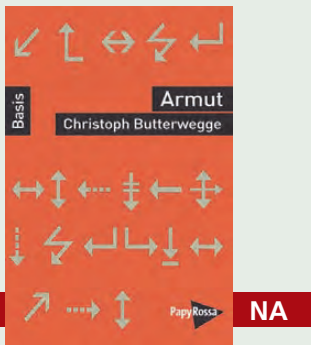 Basis
Armut
Christoph Butterwegge
PapyRossa
NA